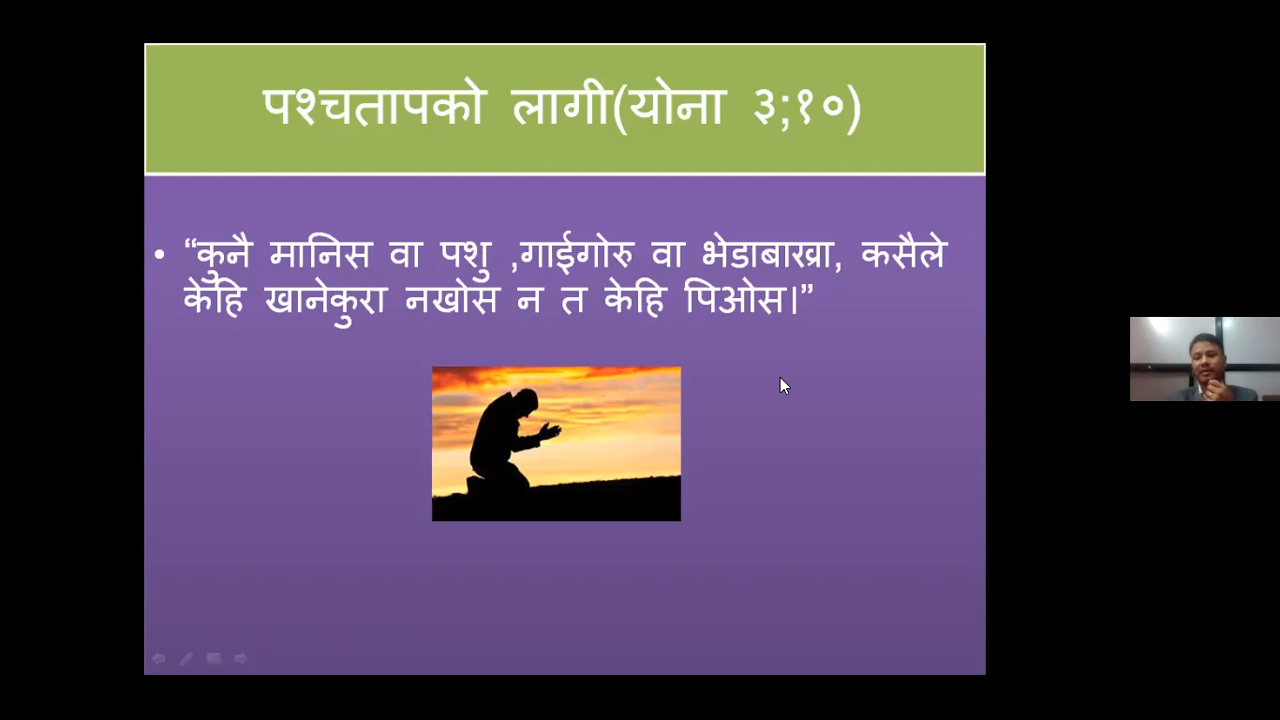 पश्चतापको लागी(योना ३;१०)
• “कुनै मानिस वा पशु ,गाईगोरु वा भेडाबाख्रा, कसैले
केहि खानेकुरा नखोस न त केहि पिओस।”